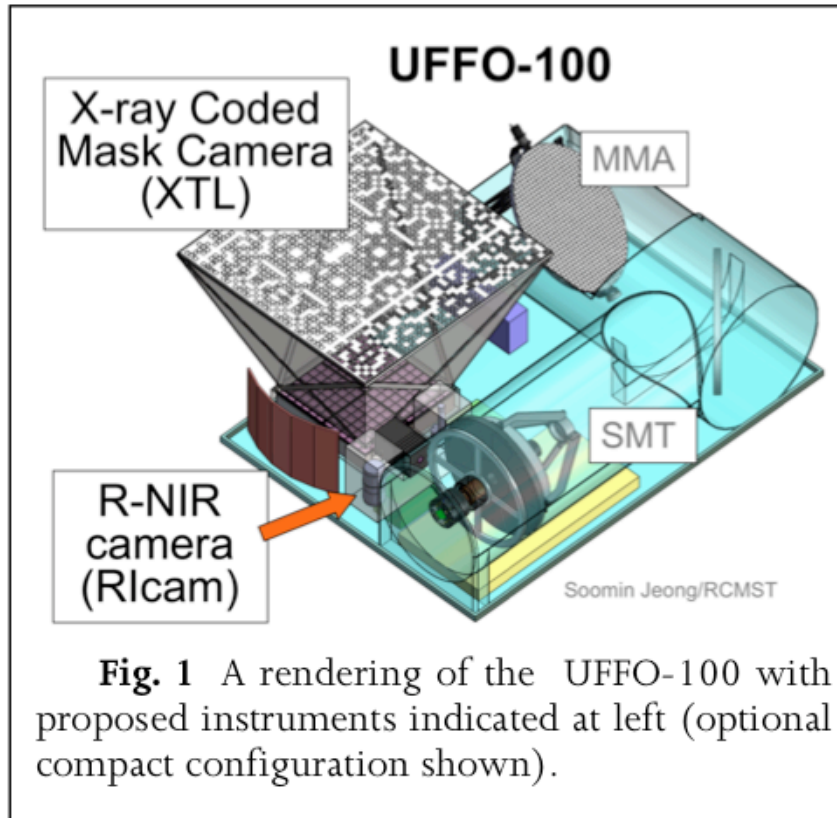 UFFO-100
X-ray Coded
Mask Camera
(XTL)
MMA
SMT
R-NIR
camera
(RIcam)
Soomin Jeong/RCMST
Fig. 1 A rendering of the UFFO-100 with
proposed instruments indicated at left (optional
compact configuration shown).